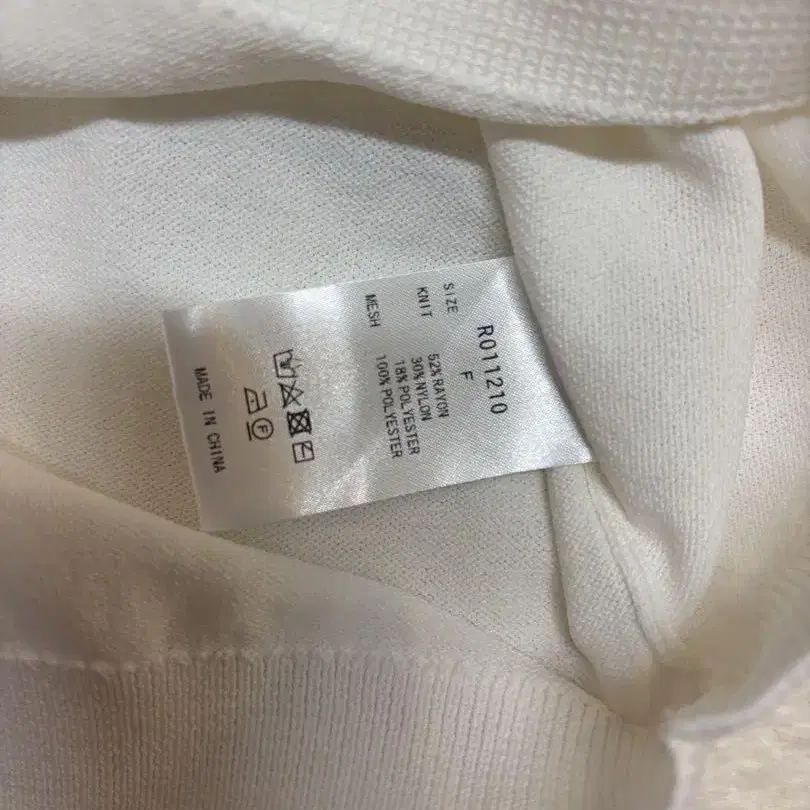 R011210
SIZE F
KNIT 52% RAYON
30% NYLON
18% POLYESTER
MESH 100% POLYESTER
F
MADE IN CHINA